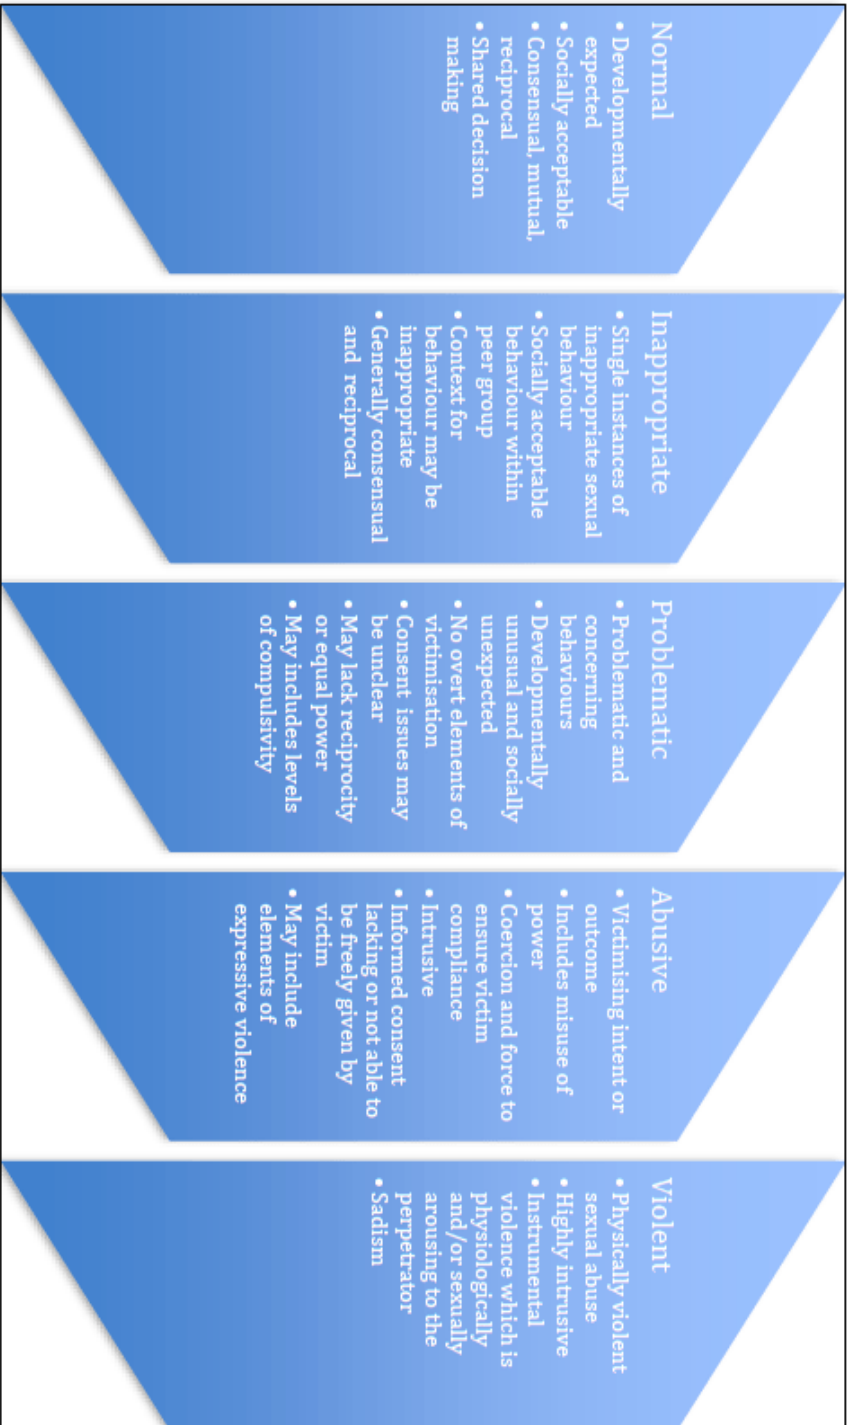 Normal
• Developmentally
expected
• Socially acceptable
• Consensual, mutual,
reciprocal
• Shared decision
making
Inappropriate
• Single instances of
inappropriate sexual
behaviour
• Socially acceptable
behaviour within
peer group
• Context for
behaviour may be
inappropriate
• Generally consensual
and reciprocal
Problematic
• Problematic and
concerning
behaviours
• Developmentally
unusual and socially
unexpected
• No overt elements of
victimisation
• Consent issues may
be unclear
• May lack reciprocity
or equal power
• May includes levels
of compulsivity
Abusive
• Victimising intent or
outcome
• Includes misuse of
power
• Coercion and force to
ensure victim
compliance
• Intrusive
• Informed consent
lacking or not able to
be freely given by
victim
• May include
elements of
expressive violence
Violent
• Physically violent
sexual abuse
• Highly intrusive
• Instrumental
violence which is
physiologically
and/or sexually
arousing to the
perpetrator
• Sadism